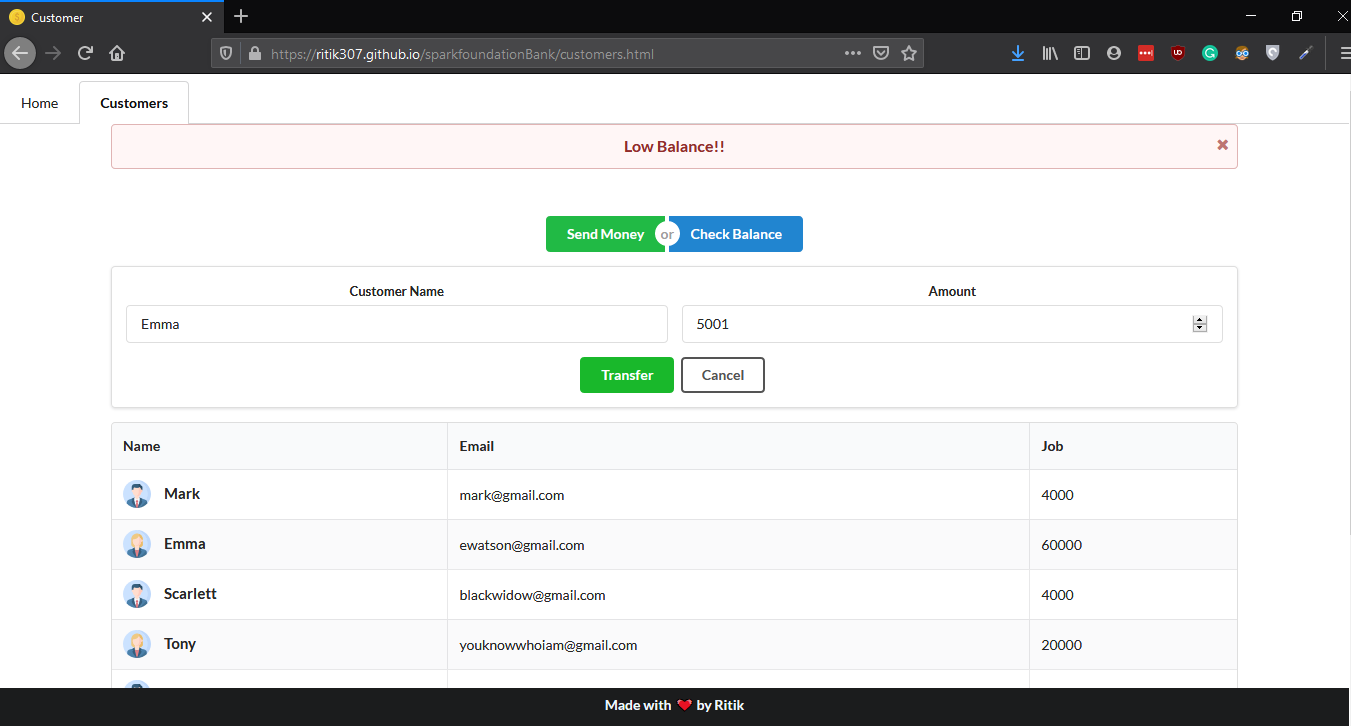 Customer
https://ritik307.github.io/sparkfoundationBank/customers.html
Home Customers
Low Balance!!
Send Money or Check Balance
Customer Name Amount
Emma 5001
Transfer Cancel
Name Email Job
Mark mark@gmail.com 4000
Emma ewatson@gmail.com 60000
Scarlett blackwidow@gmail.com 4000
Tony youknowwhoiam@gmail.com 20000
Made with ❤ by Ritik